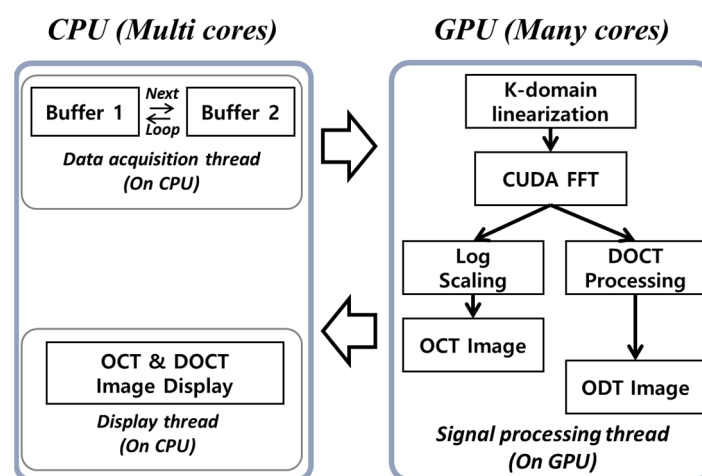 CPU (Multi cores)
GPU (Many cores)
Buffer 1
Next
Loop
Buffer 2
Data acquisition thread
(On CPU)
OCT & DOCT
Image Display
Display thread
(On CPU)
K-domain
linearization
CUDA FFT
Log
Scaling
DOCT
Processing
OCT Image
ODT Image
Signal processing thread
(On GPU)